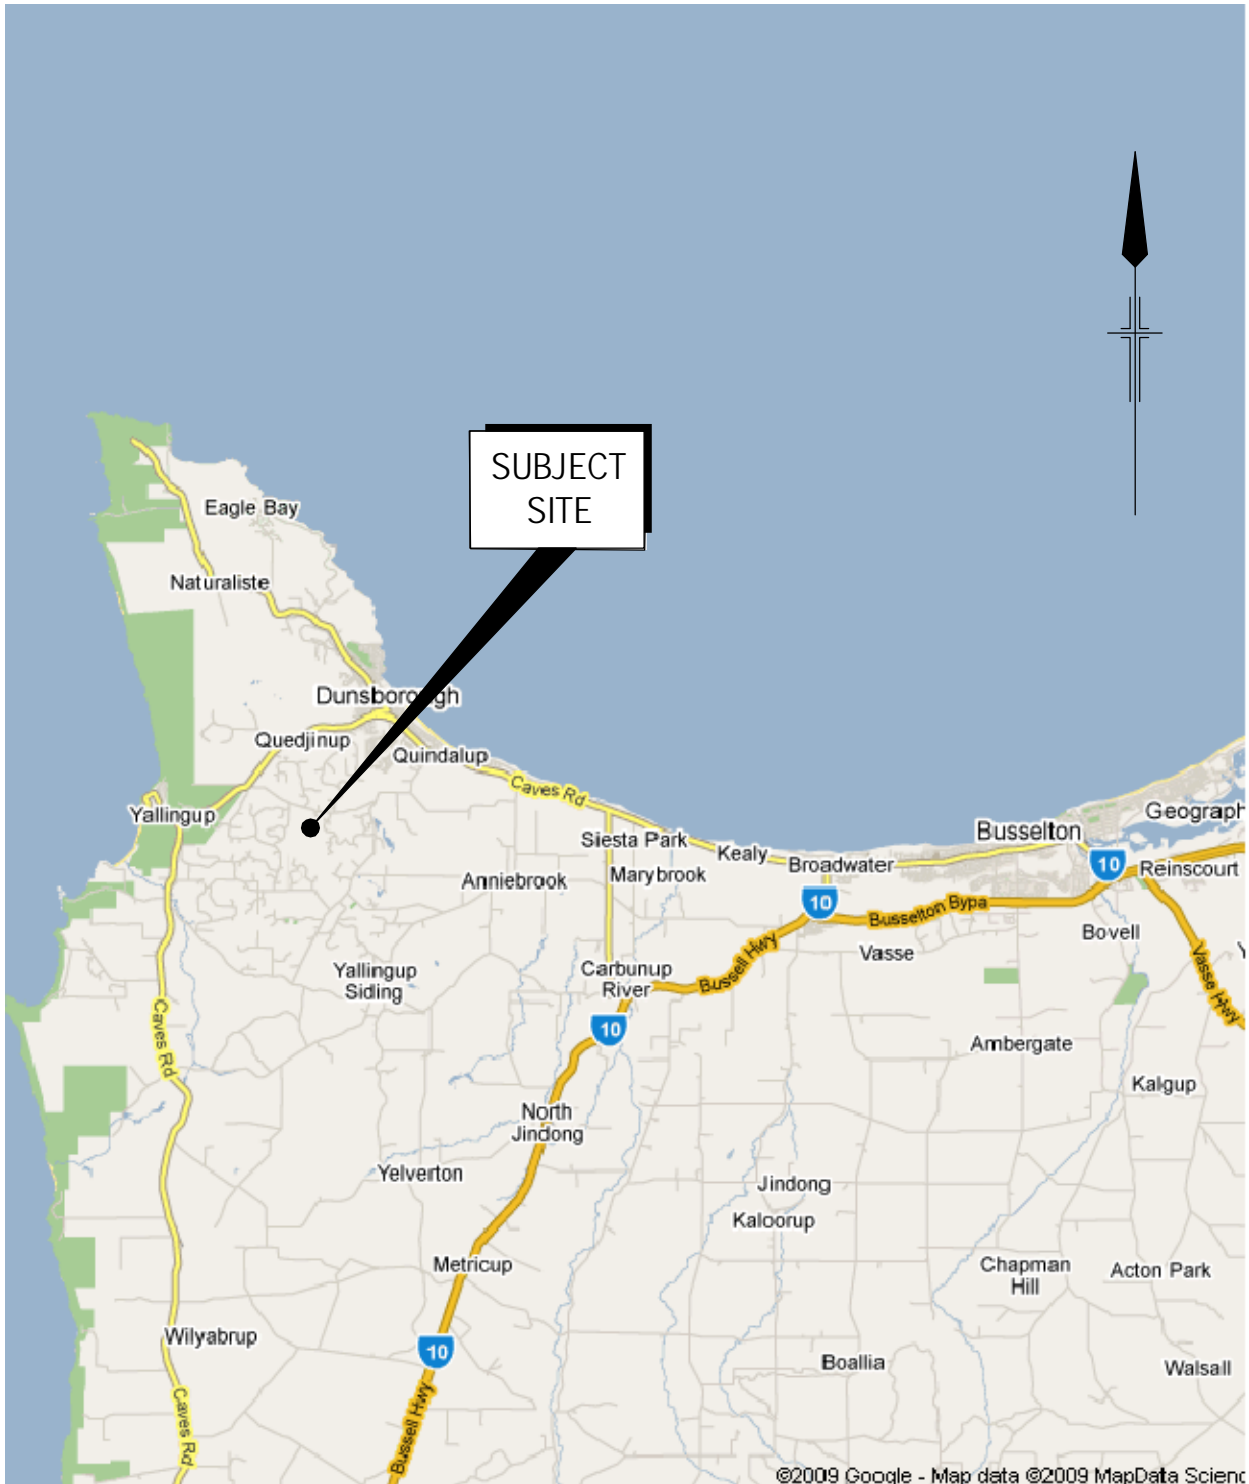 SUBJECT
SITE
Eagle Bay
Naturaliste
Dunsborough
Quedjinup
Quindalup
Caves Rd
Yallingup
Siesta Park
Kealy
Busselton
Geograph
Broadwater
10
Reinscourt
Anniebrook
Marybrook
10
Busselton Bypa
Bovell
Vasse
Y
Vasse Hwy
Yallingup
Siding
Carbunup
River
Bussell Hwy
Caves Rd
10
Ambergate
Kalgup
North
Jindong
Yelverton
Jindong
Kaloorup
Metricup
Chapman
Hill
Acton Park
Wilyabrup
10
Boallia
Walsall
Caves Rd
Bussell Hwy
©2009 Google - Map data ©2009 MapData Scienc